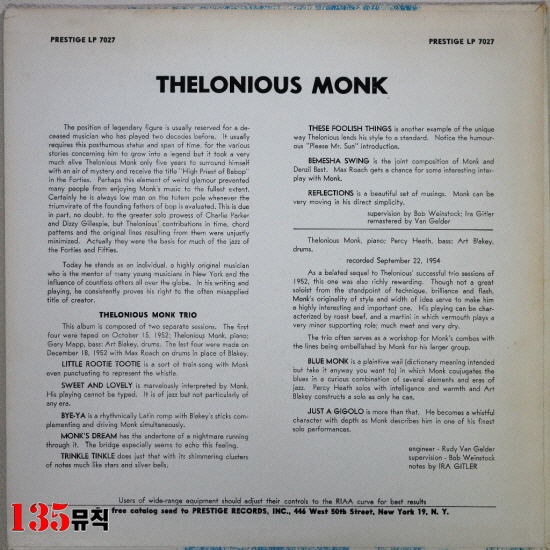 PRESTIGE LP 7027
PRESTIGE LP 7027
THELONIOUS MONK
The position of legendary figure is usually reserved for a de-
ceased musician who has played two decades before. It usually
requires this posthumous status and span of time, for the various
stories concerning him to grow into a legend but it took a very
much alive Thelonious Monk only five years to surround himself
with an air of mystery and receive the title "High Priest of Bebop"
in the Forties. Perhaps this element of weird glamour prevented
many people from enjoying Monk's music to the fullest extent.
Certainly he is always low man on the totem pole whenever the
triumvirate of the founding fathers of bop is evaluated. This is due
in part, no doubt, to the greater solo prowess of Charlie Parker
and Dizzy Gillespie, but Thelonious' contributions in time, chord
patterns and the original lines resulting from them were unjustly
minimized. Actually they were the basis for much of the jazz of
the Forties and Fifties.
Today he stands as an individual, a highly original musician
who is the mentor of many young musicians in New York and the
influence of countless others all over the globe. In his writing and
playing, he consistently proves his right to the often misapplied
title of creator.
THELONIOUS MONK TRIO
This album is composed of two separate sessions. The first
four were taped on October 15, 1952; Thelonious Monk, piano;
Gary Mapp, bass; Art Blakey, drums. The last four were made on
December 18, 1952 with Max Roach on drums in place of Blakey.
LITTLE ROOTIE TOOTIE is a sort of train-song with Monk
even punctuating to represent the whistle.
SWEET AND LOVELY is marvelously interpreted by Monk.
His playing cannot be typed. It is of jazz but not particularly of
any era.
BYE-YA is a rhythmically Latin romp with Blakey's sticks com-
plementing and driving Monk simultaneously.
MONK'S DREAM has the undertone of a nightmare running
through it. The bridge especially seems to echo this feeling.
TRINKLE TINKLE does just that with its shimmering clusters
of notes much like stars and silver bells.
THESE FOOLISH THINGS is another example of the unique
way Thelonious lends his style to a standard. Notice the humour-
ous "Please Mr. Sun" introduction.
BEMESHA SWING is the joint composition of Monk and
Denzil Best. Max Roach gets a chance for some interesting inter-
play with Monk.
REFLECTIONS is a beautiful set of musings. Monk can be
very moving in his direct simplicity.
supervision by Bob Weinstock; Ira Gitler
remastered by Van Gelder
Thelonious Monk, piano; Percy Heath, bass; Art Blakey,
drums.
recorded September 22, 1954
As a belated sequel to Thelonious' successful trio sessions of
1952, this one was also richly rewarding. Though not a great
soloist from the standpoint of technique, brilliance and flash,
Monk's originality of style and width of idea serve to make him
a highly interesting and important one. His playing can be char-
acterized by roast beef, and a martini in which vermouth plays a
very minor supporting role; much meat and very dry.
The trio often serves as a workshop for Monk's combos with
the lines being embellished by Monk for his larger group.
BLUE MONK is a plaintive wail (dictionary meaning intended
but take it anyway you want to) in which Monk conjugates the
blues in a curious combination of several elements and eras of
jazz. Percy Heath solos with intelligence and warmth and Art
Blakey constructs a solo as only he can.
JUST A GIGOLO is more than that. He becomes a whistful
character with depth as Monk describes him in one of his finest
solo performances.
engineer - Rudy Van Gelder
supervision - Bob Weinstock
notes by IRA GITLER
Users of wide-range equipment should adjust their controls to the RIAA curve for best results
free catalog send to PRESTIGE RECORDS, INC., 446 West 50th Street, New York 19, N. Y.
135뮤직